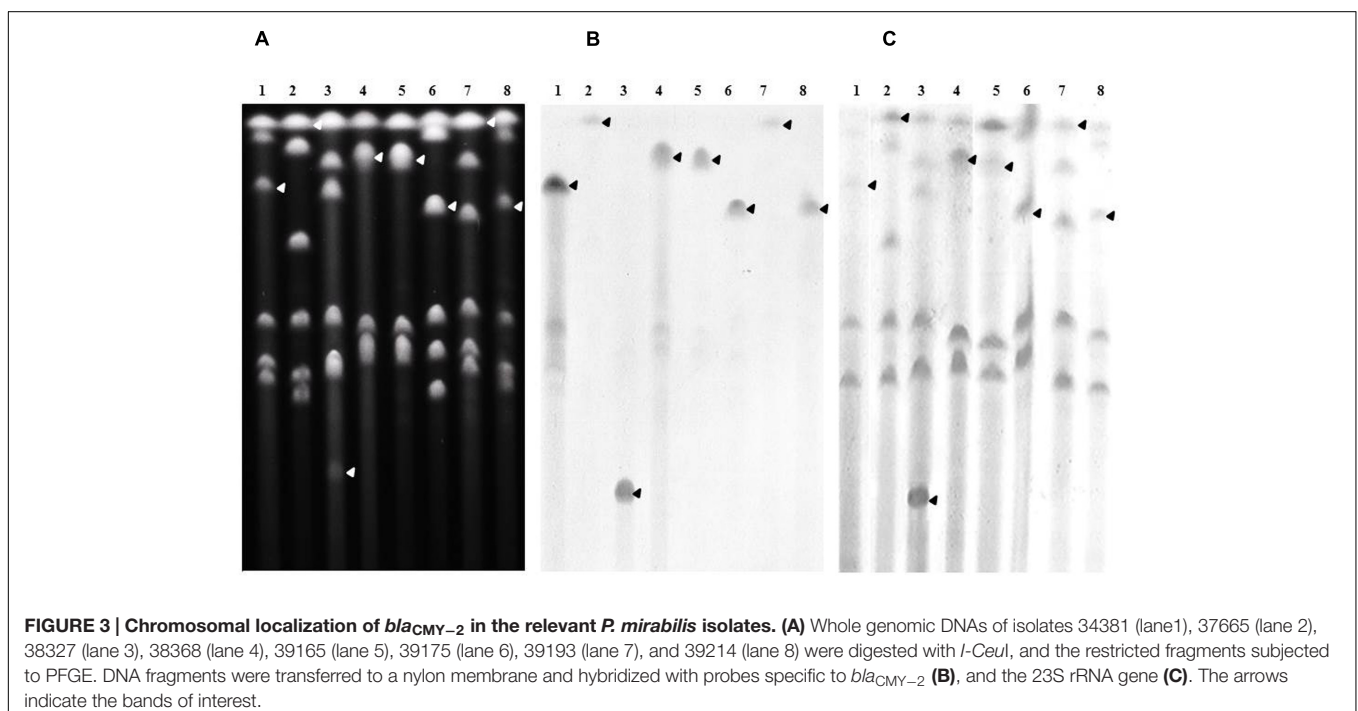 A B C
1 2 3 4 5 6 7 8 1 2 3 4 5 6 7 8 1 2 3 4 5 6 7 8
FIGURE 3 | Chromosomal localization of blaCMY−2 in the relevant P. mirabilis isolates. (A) Whole genomic DNAs of isolates 34381 (lane1), 37665 (lane 2),
38327 (lane 3), 38368 (lane 4), 39165 (lane 5), 39175 (lane 6), 39193 (lane 7), and 39214 (lane 8) were digested with I-CeuI, and the restricted fragments subjected
to PFGE. DNA fragments were transferred to a nylon membrane and hybridized with probes specific to blaCMY−2 (B), and the 23S rRNA gene (C). The arrows
indicate the bands of interest.